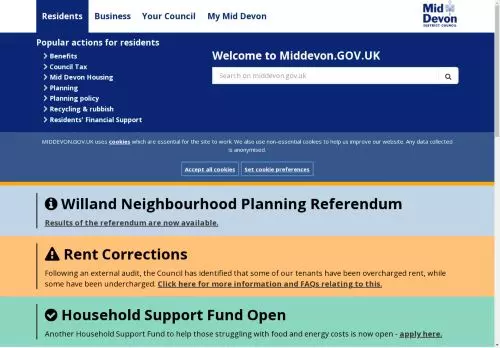 Residents Business Your Council My Mid Devon
Mid
Devon
DISTRICT COUNCIL
Popular actions for residents
Benefits
Council Tax
Mid Devon Housing
Planning
Planning policy
Recycling & rubbish
Residents' Financial Support
Welcome to Middevon.GOV.UK
Search on middevon.gov.uk
MIDDEVON.GOV.UK uses cookies which are essential for the site to work. We also use non-essential cookies to help us improve our website. Any data collected
is anonymised.
Accept all cookies Set cookie preferences
Willand Neighbourhood Planning Referendum
Results of the referendum are now available.
Rent Corrections
Following an external audit, the Council has identified that some of our tenants have been overcharged rent, while
some have been undercharged. Click here for more information and FAQs relating to this.
Household Support Fund Open
Another Household Support Fund to help those struggling with food and energy costs is now open - apply here.